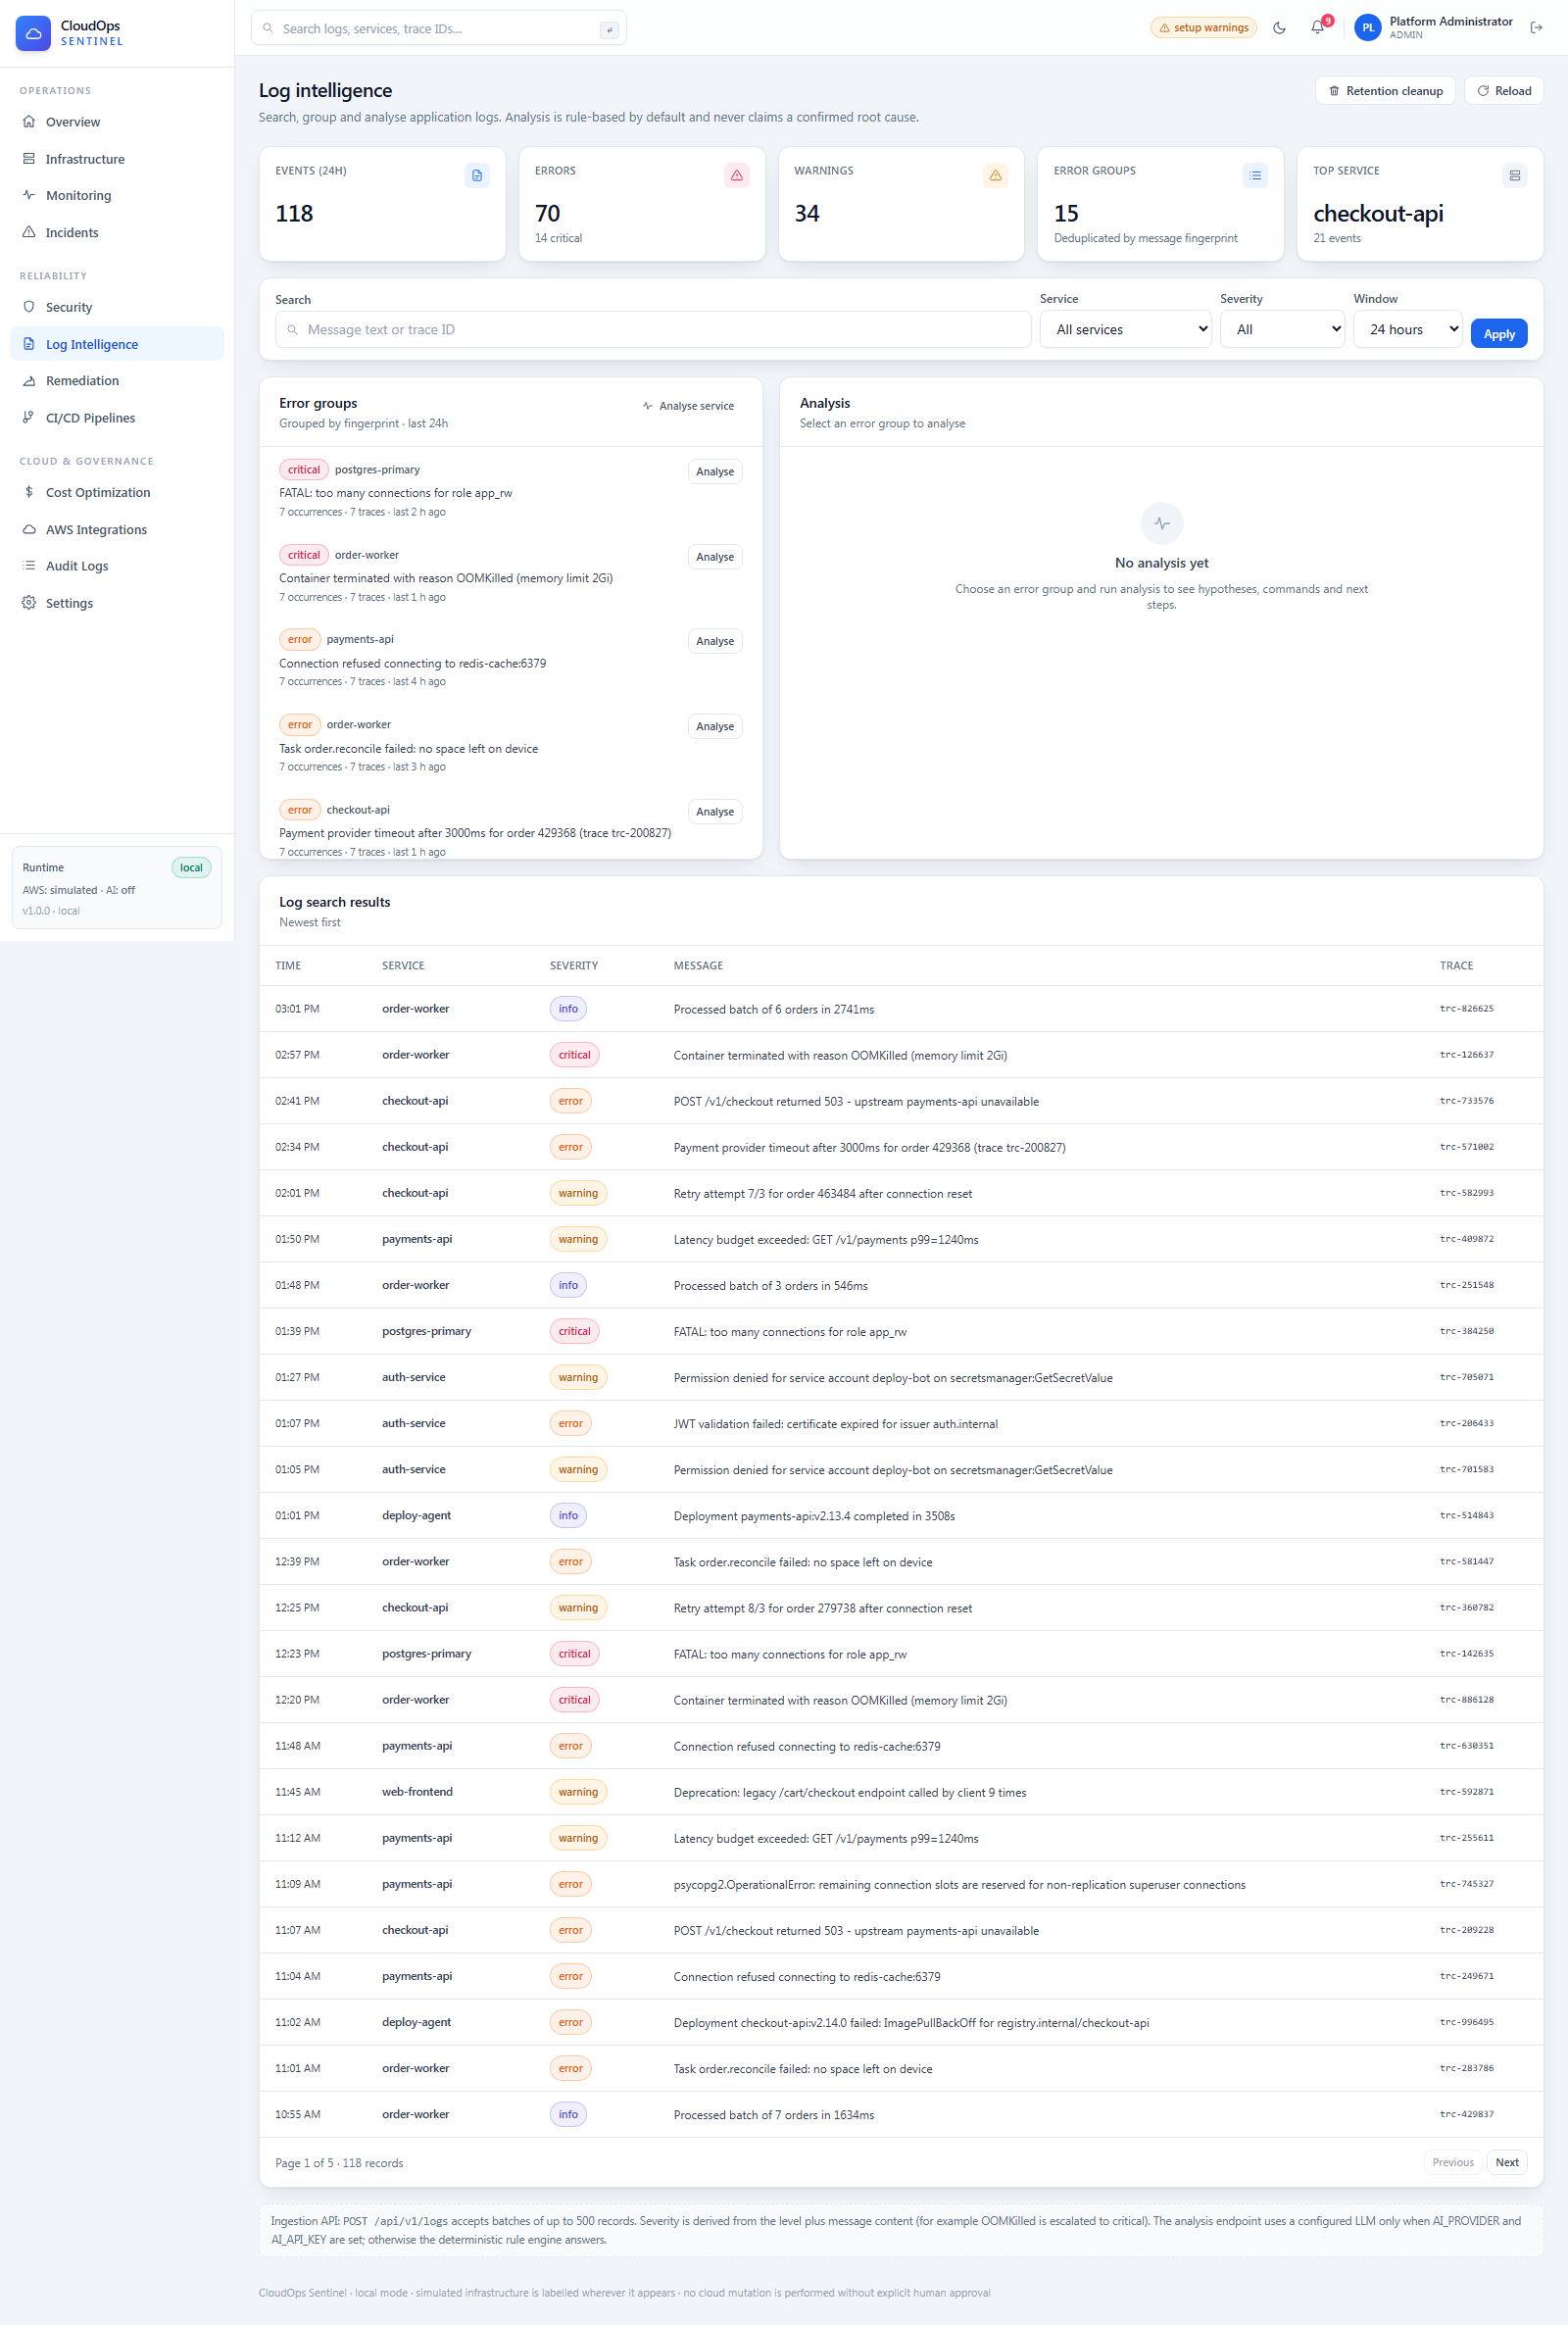 CloudOps
SENTINEL
Search logs, services, trace IDs...
setup warnings
9
PL
Platform Administrator
ADMIN
OPERATIONS
Overview
Infrastructure
Monitoring
Incidents
RELIABILITY
Security
Log Intelligence
Remediation
CI/CD Pipelines
CLOUD & GOVERNANCE
Cost Optimization
AWS Integrations
Audit Logs
Settings
Runtime local
AWS: simulated · AI: off
v1.0.0 · local
Log intelligence
Search, group and analyse application logs. Analysis is rule-based by default and never claims a confirmed root cause.
Retention cleanup
Reload
EVENTS (24H)
118
ERRORS
70
14 critical
WARNINGS
34
ERROR GROUPS
15
Deduplicated by message fingerprint
TOP SERVICE
checkout-api
21 events
Search
Message text or trace ID
Service
All services
Severity
All
Window
24 hours
Apply
Error groups
Grouped by fingerprint · last 24h
Analyse service
critical postgres-primary
FATAL: too many connections for role app_rw
7 occurrences · 7 traces · last 2 h ago
Analyse
critical order-worker
Container terminated with reason OOMKilled (memory limit 2Gi)
7 occurrences · 7 traces · last 1 h ago
Analyse
error payments-api
Connection refused connecting to redis-cache:6379
7 occurrences · 7 traces · last 4 h ago
Analyse
error order-worker
Task order.reconcile failed: no space left on device
7 occurrences · 7 traces · last 3 h ago
Analyse
error checkout-api
Payment provider timeout after 3000ms for order 429368 (trace trc-200827)
7 occurrences · 7 traces · last 1 h ago
Analyse
Analysis
Select an error group to analyse
No analysis yet
Choose an error group and run analysis to see hypotheses, commands and next
steps.
Log search results
Newest first
TIME SERVICE SEVERITY MESSAGE TRACE
03:01 PM order-worker info Processed batch of 6 orders in 2741ms trc-826625
02:57 PM order-worker critical Container terminated with reason OOMKilled (memory limit 2Gi) trc-126637
02:41 PM checkout-api error POST /v1/checkout returned 503 - upstream payments-api unavailable trc-733576
02:34 PM checkout-api error Payment provider timeout after 3000ms for order 429368 (trace trc-200827) trc-571002
02:01 PM checkout-api warning Retry attempt 7/3 for order 463484 after connection reset trc-582993
01:50 PM payments-api warning Latency budget exceeded: GET /v1/payments p99=1240ms trc-409872
01:48 PM order-worker info Processed batch of 3 orders in 546ms trc-251548
01:39 PM postgres-primary critical FATAL: too many connections for role app_rw trc-384250
01:27 PM auth-service warning Permission denied for service account deploy-bot on secretsmanager:GetSecretValue trc-705071
01:07 PM auth-service error JWT validation failed: certificate expired for issuer auth.internal trc-206433
01:05 PM auth-service warning Permission denied for service account deploy-bot on secretsmanager:GetSecretValue trc-701583
01:01 PM deploy-agent info Deployment payments-api:v2.13.4 completed in 3508s trc-514843
12:39 PM order-worker error Task order.reconcile failed: no space left on device trc-581447
12:25 PM checkout-api warning Retry attempt 8/3 for order 279738 after connection reset trc-360782
12:23 PM postgres-primary critical FATAL: too many connections for role app_rw trc-142635
12:20 PM order-worker critical Container terminated with reason OOMKilled (memory limit 2Gi) trc-886128
11:48 AM payments-api error Connection refused connecting to redis-cache:6379 trc-630351
11:45 AM web-frontend warning Deprecation: legacy /cart/checkout endpoint called by client 9 times trc-592871
11:12 AM payments-api warning Latency budget exceeded: GET /v1/payments p99=1240ms trc-255611
11:09 AM payments-api error psycopg2.OperationalError: remaining connection slots are reserved for non-replication superuser connections trc-745327
11:07 AM checkout-api error POST /v1/checkout returned 503 - upstream payments-api unavailable trc-209228
11:04 AM payments-api error Connection refused connecting to redis-cache:6379 trc-249671
11:02 AM deploy-agent error Deployment checkout-api:v2.14.0 failed: ImagePullBackOff for registry.internal/checkout-api trc-996495
11:01 AM order-worker error Task order.reconcile failed: no space left on device trc-283786
10:55 AM order-worker info Processed batch of 7 orders in 1634ms trc-429837
Page 1 of 5 · 118 records
Previous
Next
Ingestion API: POST /api/v1/logs accepts batches of up to 500 records. Severity is derived from the level plus message content (for example OOMKilled is escalated to critical). The analysis endpoint uses a configured LLM only when AI_PROVIDER and
AI_API_KEY are set; otherwise the deterministic rule engine answers.
CloudOps Sentinel · local mode · simulated infrastructure is labelled wherever it appears · no cloud mutation is performed without explicit human approval